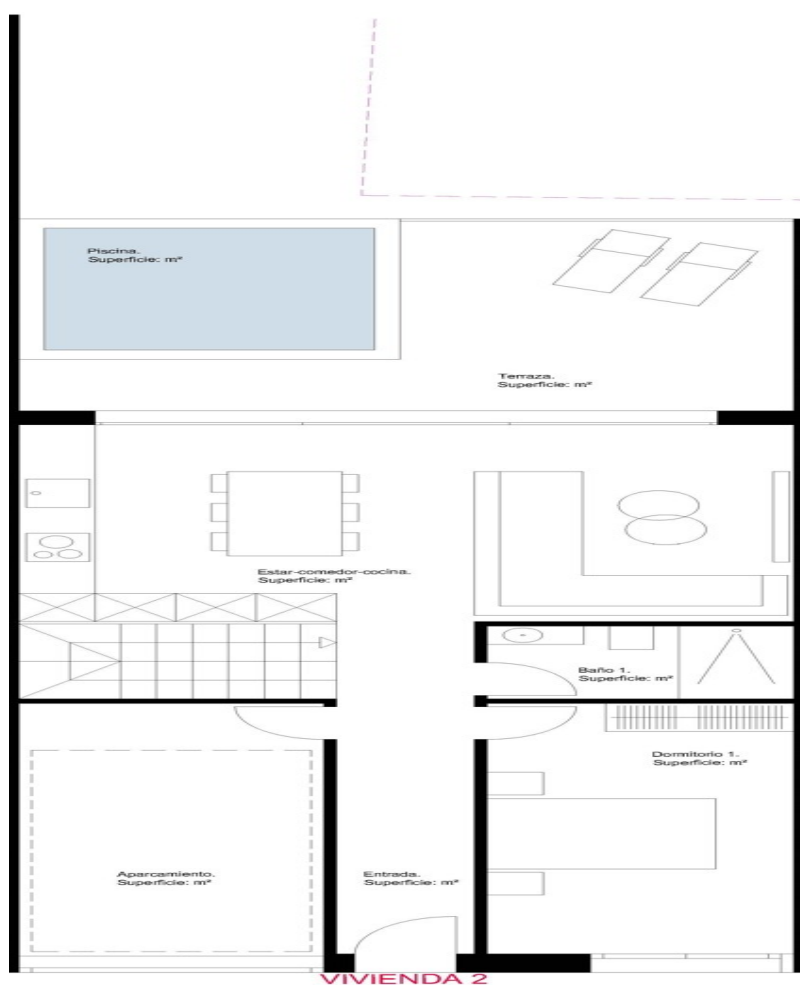 Piscina.
Superficie: m²
Terraza.
Superficie: m²
Estar-comedor-cocina.
Superficie: m²
Baño 1.
Superficie: m²
Dormitorio 1.
Superficie: m²
Aparcamiento.
Superficie: m²
Entrada.
Superficie: m²
VIVIENDA 2